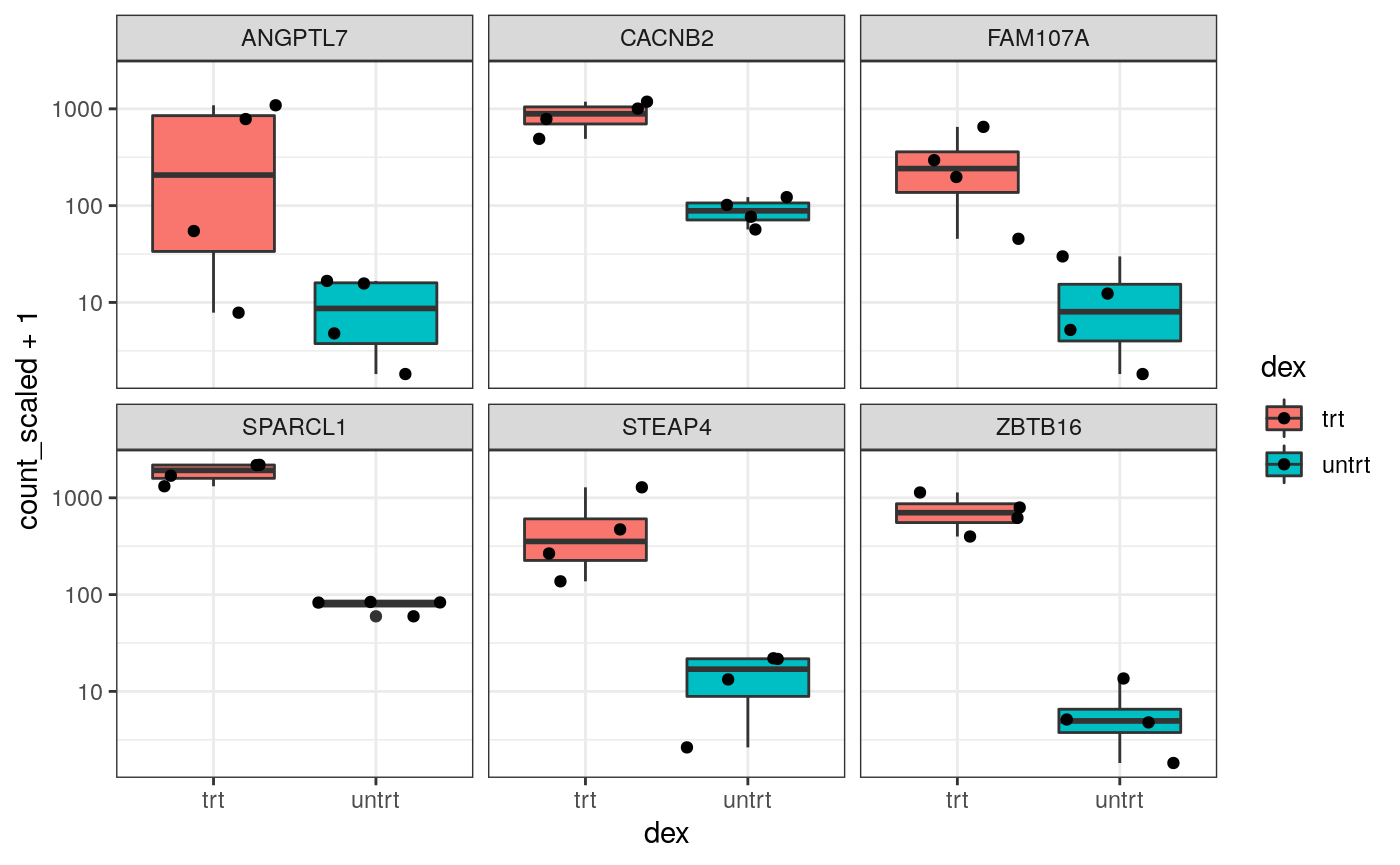 ANGPTL7
CACNB2
FAM107A
1000
100
10
SPARCL1
STEAP4
ZBTB16
1000
100
10
trt
untrt
trt
untrt
trt
untrt
dex
count_scaled + 1
dex
trt
untrt